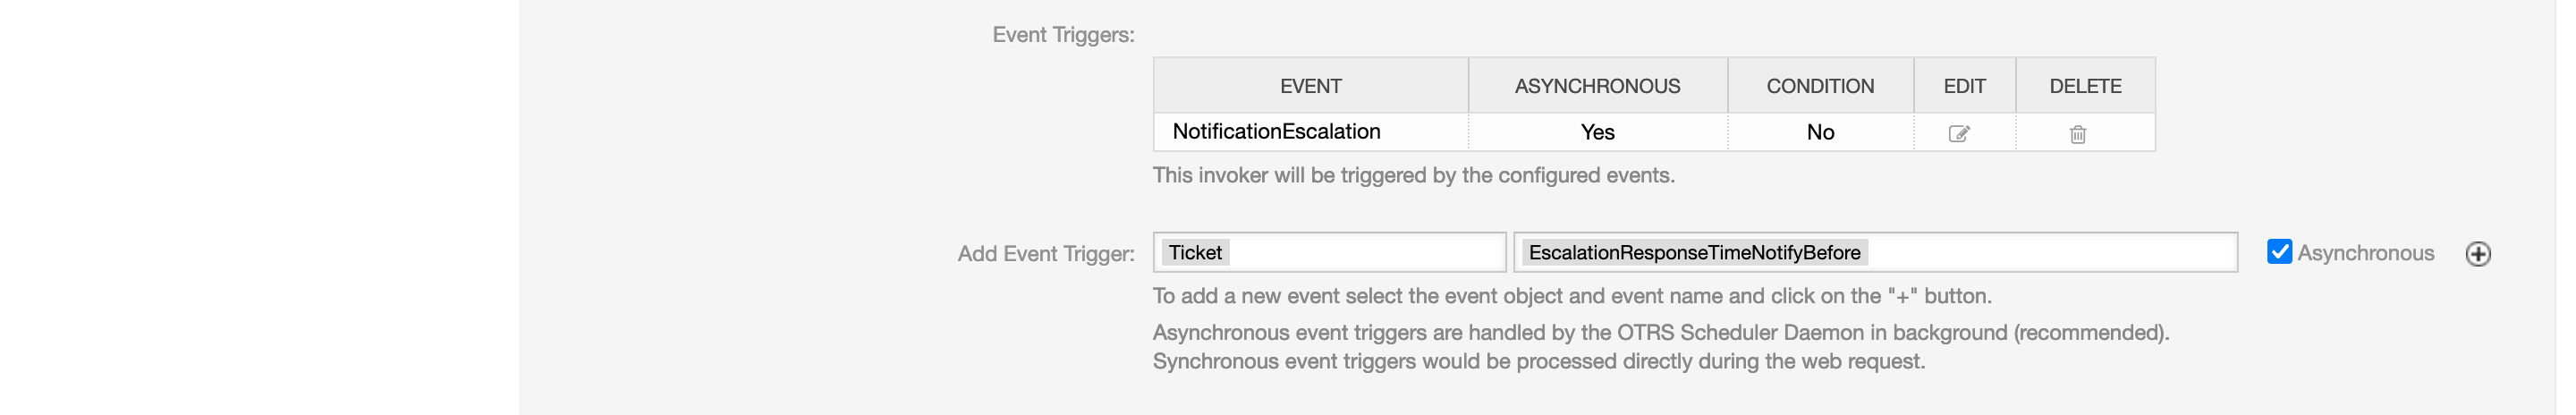 Event Triggers:
EVENT ASYNCHRONOUS CONDITION EDIT DELETE
NotificationEscalation Yes No
This invoker will be triggered by the configured events.
Add Event Trigger: Ticket EscalationResponseTimeNotifyBefore Asynchronous
To add a new event select the event object and event name and click on the "+" button.
Asynchronous event triggers are handled by the OTRS Scheduler Daemon in background (recommended).
Synchronous event triggers would be processed directly during the web request.